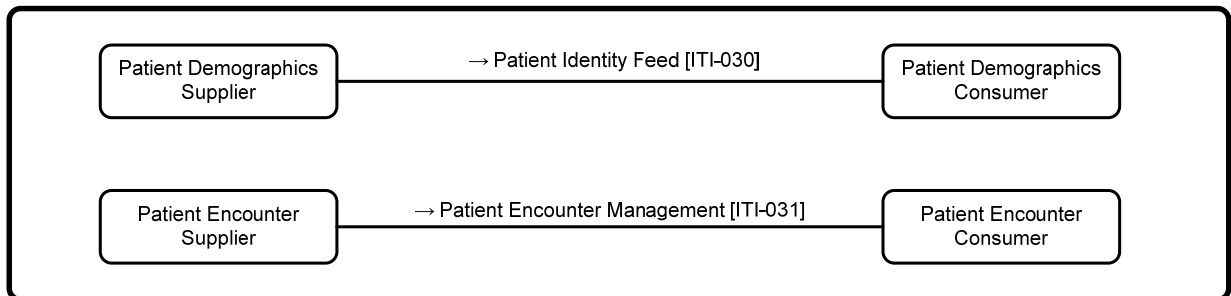 Patient Demographics
Supplier
→ Patient Identity Feed [ITI-030]
Patient Demographics
Consumer
Patient Encounter
Supplier
→ Patient Encounter Management [ITI-031]
Patient Encounter
Consumer